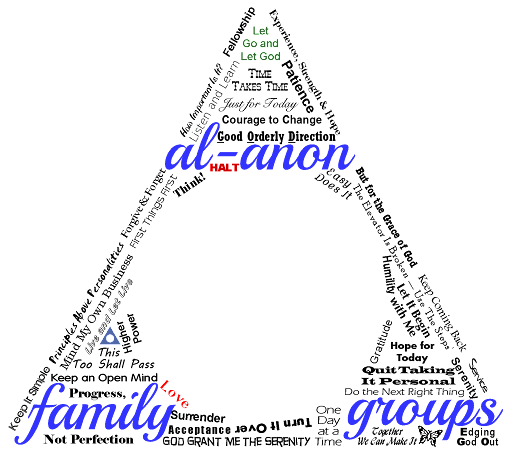 Fellowship
Let
Go and
Let God
Experience, Strength & Hope
Time
Takes Time
Patience
Just for Today
How Important Is It?
Listen and Learn
Courage to Change
Good Orderly Direction
al-anon
HALT
Think!
Easy
Does It
Forgive & Forget
First Things First
But for the Grace of God
The Elevator Is Broken — Use The Steps
Principles Above Personalities
Mind My Own Business
Live and Let Live
Higher
Power
This
Too Shall Pass
Keep It Simple
Keep an Open Mind
Progress,
Love
family
Not Perfection
Humility
with Me
Let It Begin
Keep Coming Back
Gratitude
Hope for
Today
Serenity
Service
Quit Taking
It Personal
Do the Next Right Thing
groups
Surrender
Acceptance
Turn It Over
GOD GRANT ME THE SERENITY
One
Day
at a
Time
Together
We Can Make It
Edging
God Out